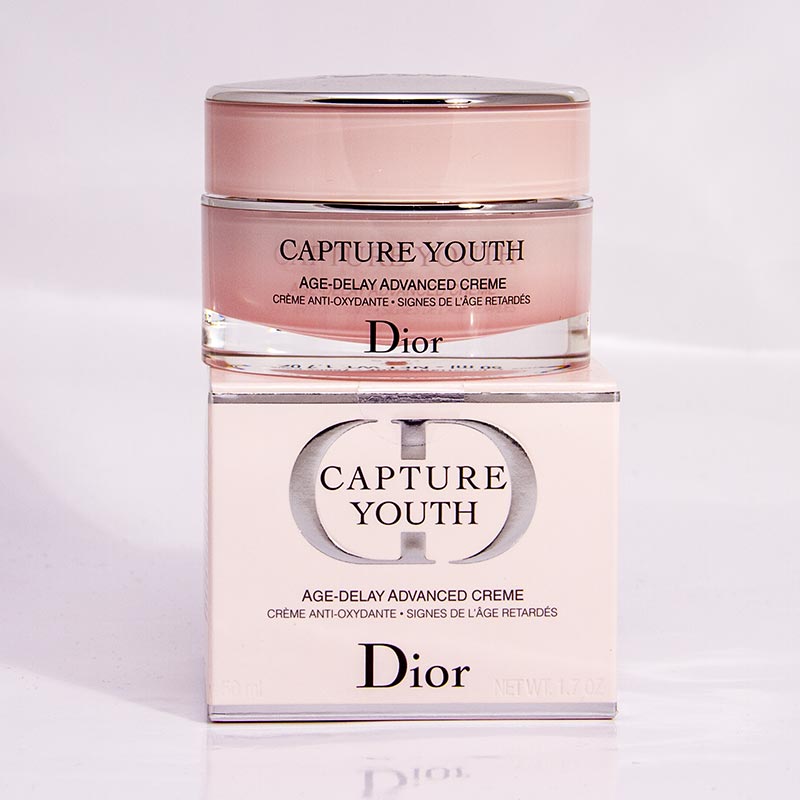 CAPTURE YOUTH
AGE-DELAY ADVANCED CREME
CRÈME ANTI-OXYDANTE • SIGNES DE L'ÂGE RETARDÉS
Dior
CD
CAPTURE
YOUTH
AGE-DELAY ADVANCED CREME
CRÈME ANTI-OXYDANTE • SIGNES DE L'ÂGE RETARDÉS
Dior
50 ml NET WT. 1.7 OZ